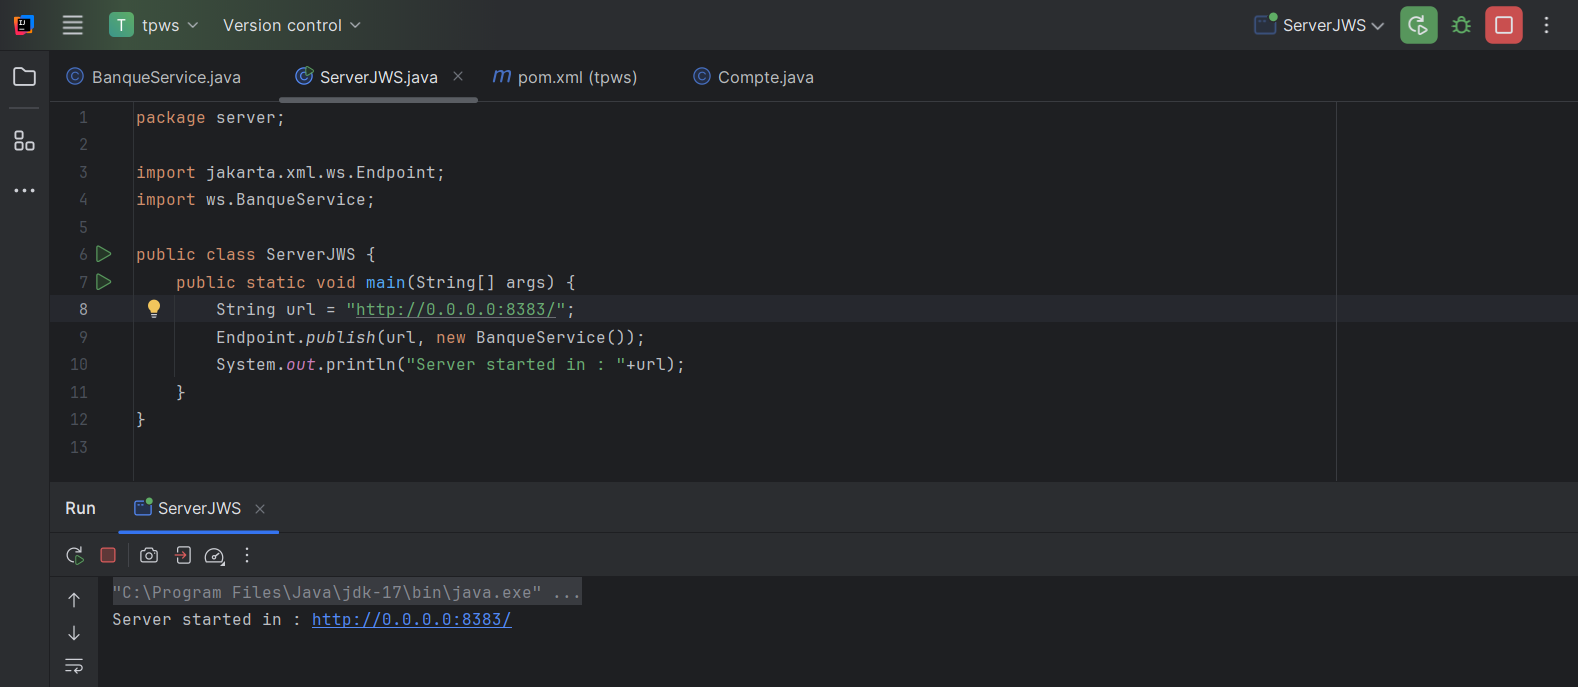 T tpws Version control ServerJWS
BanqueService.java ServerJWS.java pom.xml (tpws) Compte.java
1 package server;
2
3 import jakarta.xml.ws.Endpoint;
4 import ws.BanqueService;
5
6 public class ServerJWS {
7 public static void main(String[] args) {
8 String url = "http://0.0.0.0:8383/";
9 Endpoint.publish(url, new BanqueService());
10 System.out.println("Server started in : "+url);
11 }
12 }
13
Run ServerJWS
"C:\Program Files\Java\jdk-17\bin\java.exe" ...
Server started in : http://0.0.0.0:8383/